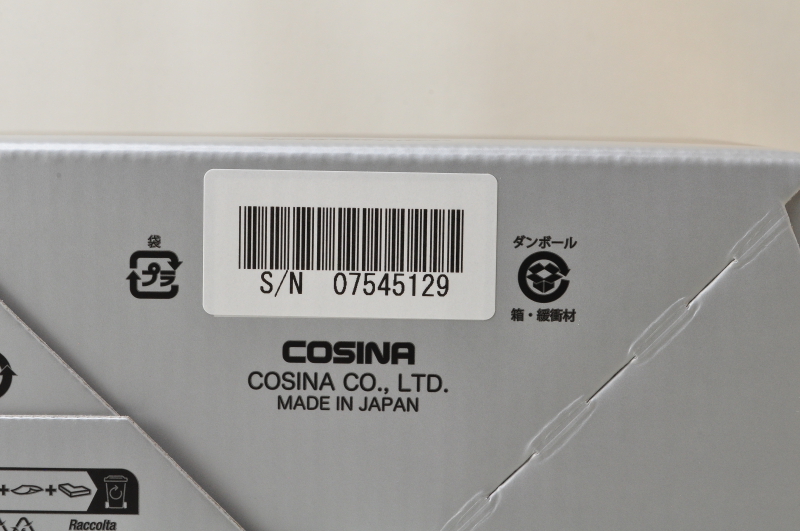 袋
プラ
S/N 07545129
ダンボール
箱・緩衝材
COSINA
COSINA CO., LTD.
MADE IN JAPAN
Raccolta